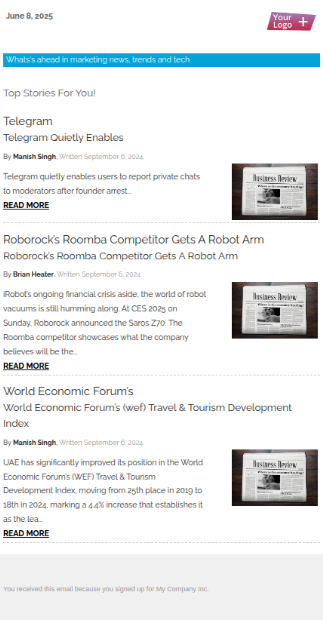 June 8, 2025
Your
Logo
Whats's ahead in marketing news, trends and tech
Top Stories For You!
Telegram
Telegram Quietly Enables
By Manish Singh, Written September 6, 2024
Telegram quietly enables users to report private chats
to moderators after founder arrest...
READ MORE
Business Review
Roborock's Roomba Competitor Gets A Robot Arm
Roborock's Roomba Competitor Gets A Robot Arm
By Brian Heater, Written September 6, 2024
iRobot's ongoing financial crisis aside, the world of robot
vacuums is still humming along. At CES 2025 on
Sunday, Roborock announced the Saros Z70. The
Roomba competitor showcases what the company
believes will be the...
READ MORE
Business Review
World Economic Forum's
World Economic Forum's (wef) Travel & Tourism Development
Index
By Manish Singh, Written September 6, 2024
UAE has significantly improved its position in the World
Economic Forum's (WEF) Travel & Tourism
Development Index, moving from 25th place in 2019 to
18th in 2024, marking a 4.4% increase that establishes it
as the lea...
READ MORE
Business Review
You received this email because you signed up for My Company Inc.